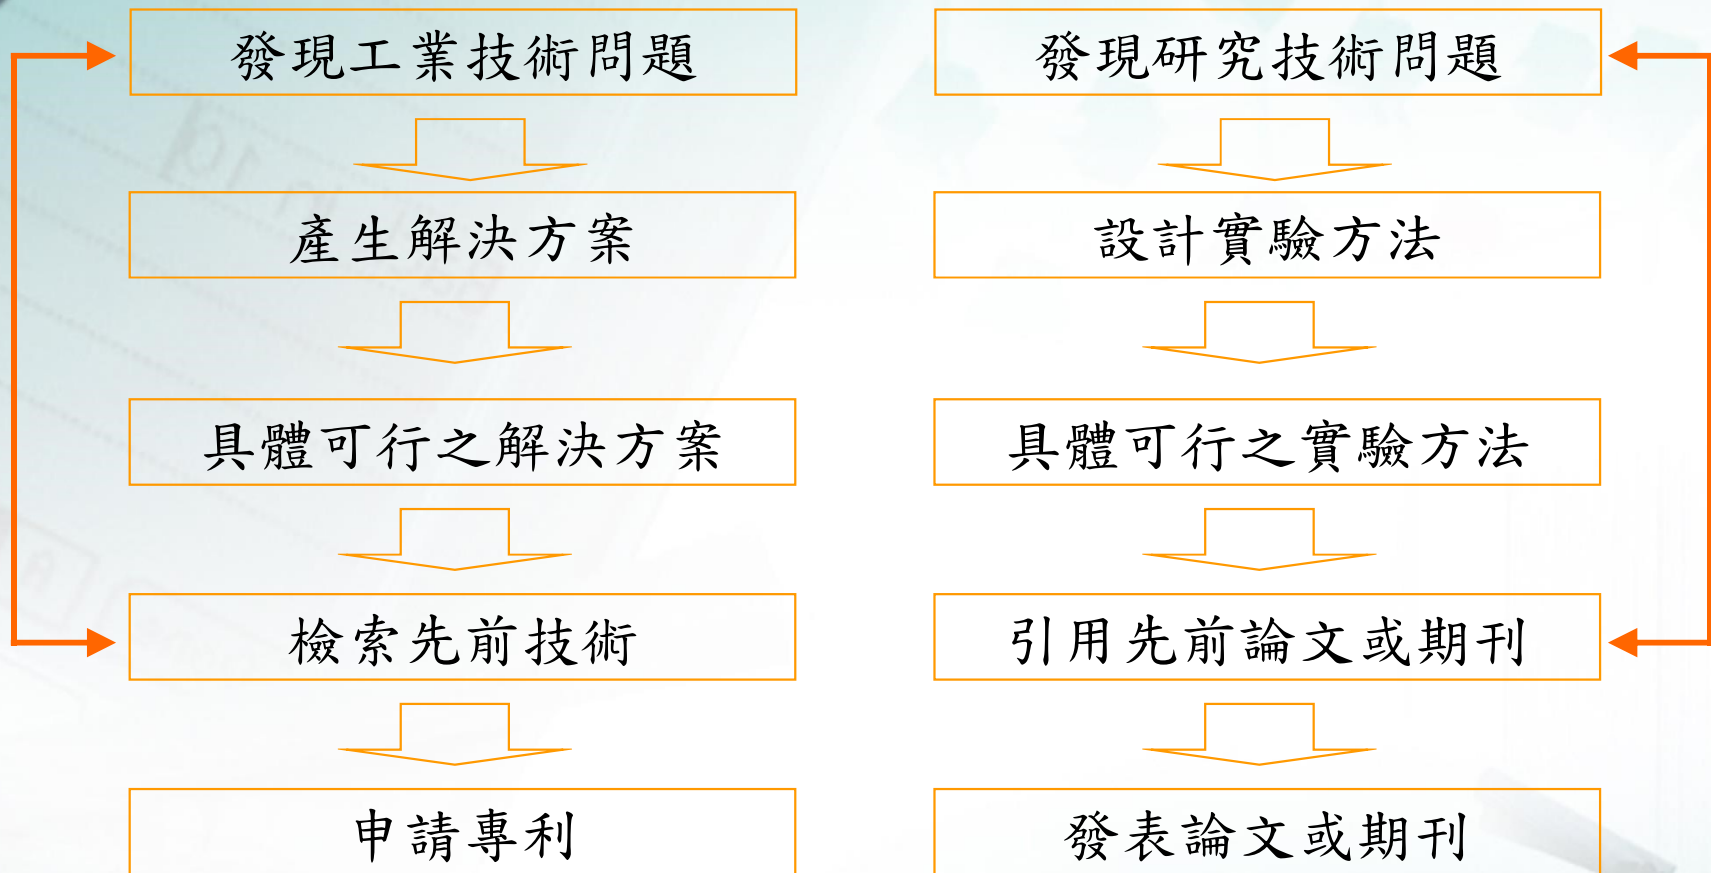 發現工業技術問題
產生解決方案
具體可行之解決方案
檢索先前技術
申請專利
發現研究技術問題
設計實驗方法
具體可行之實驗方法
引用先前論文或期刊
發表論文或期刊